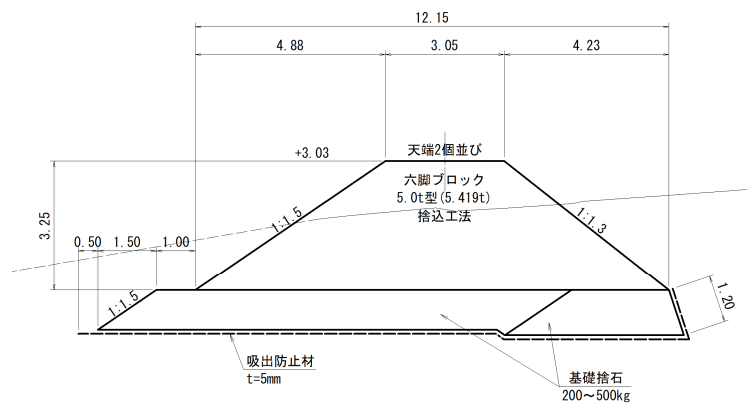 12.15
4.88
3.05
4.23
+3.03
天端2個並び
六脚ブロック
5.0t型(5.419t)
捨込工法
1:1.5
1:1.3
3.25
0.50
1.50
1.00
1:1.5
1.20
吸出防止材
t=5mm
基礎捨石
200～500kg